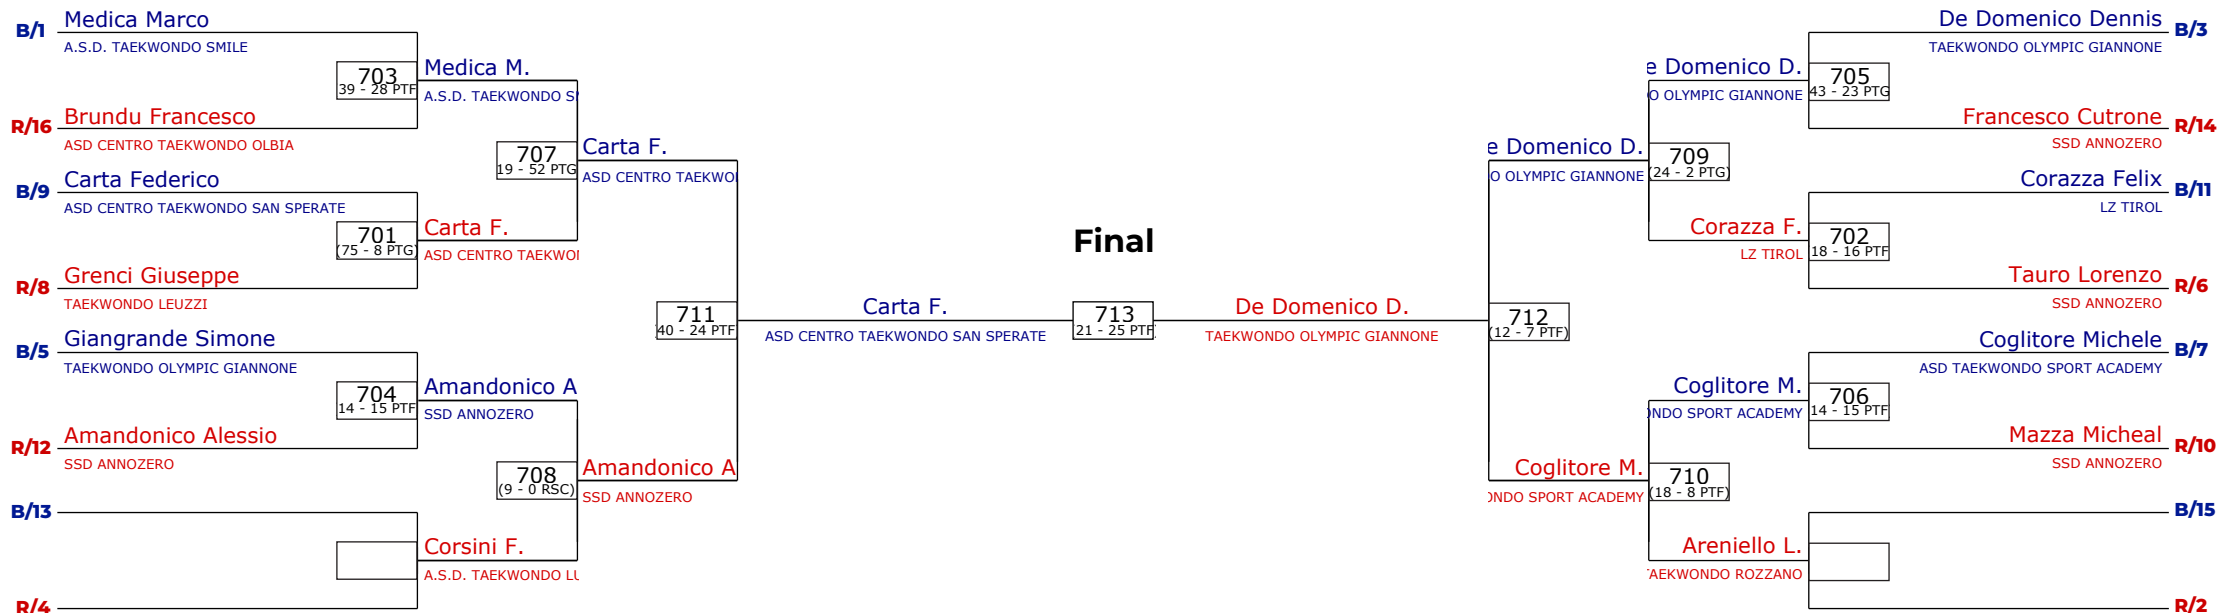 B/1 Medica Marco
A.S.D. TAEKWONDO SMILE
703
39 - 28 PTF
Medica M.
A.S.D. TAEKWONDO S
R/16 Brundu Francesco
ASD CENTRO TAEKWONDO OLBIA
707
19 - 52 PTG
Carta F.
ASD CENTRO TAEKWO
B/9 Carta Federico
ASD CENTRO TAEKWONDO SAN SPERATE
701
(75 - 8 PTG)
Carta F.
ASD CENTRO TAEKWO
R/8 Grenci Giuseppe
TAEKWONDO LEUZZI
711
40 - 24 PTF
B/5 Giangrande Simone
TAEKWONDO OLYMPIC GIANNONE
704
14 - 15 PTF
Amandonico A
SSD ANNOZERO
R/12 Amandonico Alessio
SSD ANNOZERO
708
(9 - 0 RSC)
Amandonico A
SSD ANNOZERO
B/13
Corsini F.
A.S.D. TAEKWONDO LU
R/4
Final
Carta F.
ASD CENTRO TAEKWONDO SAN SPERATE
713
(21 - 25 PTF)
De Domenico D.
TAEKWONDO OLYMPIC GIANNONE
De Domenico Dennis B/3
TAEKWONDO OLYMPIC GIANNONE
e Domenico D.
O OLYMPIC GIANNONE
705
43 - 23 PTG
Francesco Cutrone R/14
SSD ANNOZERO
e Domenico D.
O OLYMPIC GIANNONE
709
(24 - 2 PTG)
Corazza Felix B/11
LZ TIROL
Corazza F.
LZ TIROL
702
18 - 16 PTF
Tauro Lorenzo R/6
SSD ANNOZERO
712
(12 - 7 PTF)
Coglitore Michele B/7
ASD TAEKWONDO SPORT ACADEMY
Coglitore M.
NDO SPORT ACADEMY
706
14 - 15 PTF
Mazza Micheal R/10
SSD ANNOZERO
Coglitore M.
NDO SPORT ACADEMY
710
(18 - 8 PTF)
B/15
Areniello L.
AEKWONDO ROZZANO
R/2